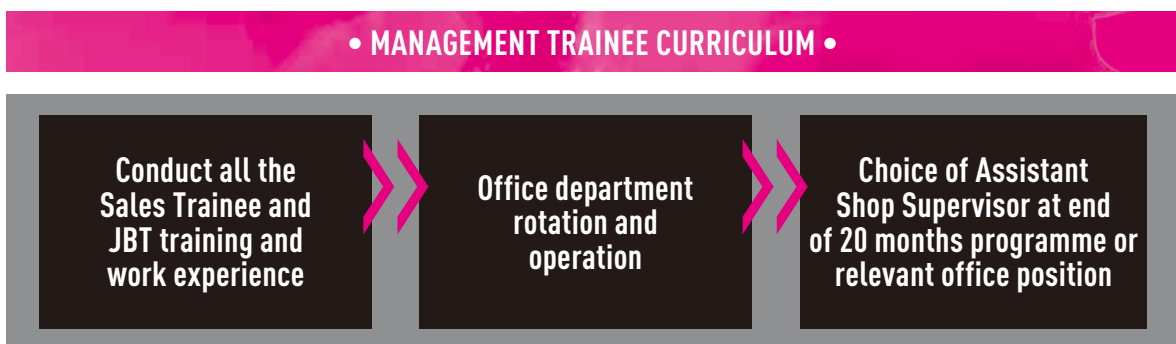 • MANAGEMENT TRAINEE CURRICULUM •
Conduct all the
Sales Trainee and
JBT training and
work experience
Office department
rotation and
operation
Choice of Assistant
Shop Supervisor at end
of 20 months programme or
relevant office position